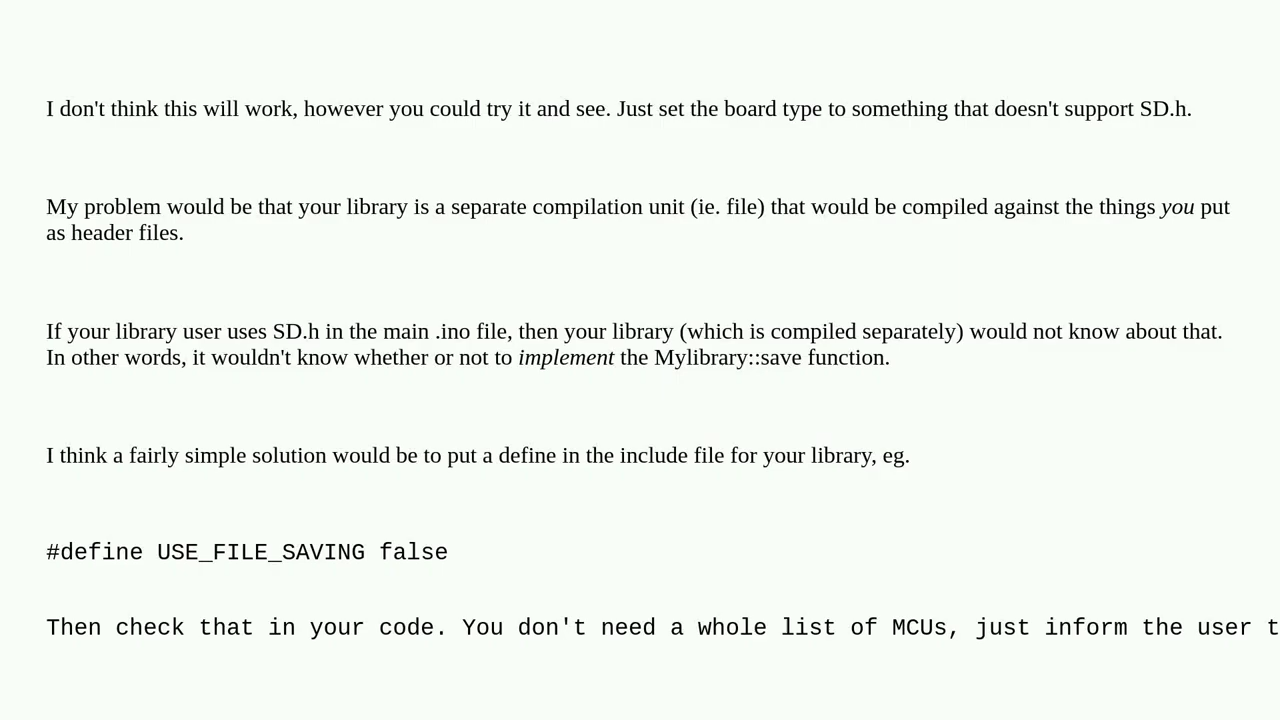 I don't think this will work, however you could try it and see. Just set the board type to something that doesn't support SD.h.
My problem would be that your library is a separate compilation unit (ie. file) that would be compiled against the things you put
as header files.
If your library user uses SD.h in the main .ino file, then your library (which is compiled separately) would not know about that.
In other words, it wouldn't know whether or not to implement the Mylibrary::save function.
I think a fairly simple solution would be to put a define in the include file for your library, eg.
#define USE_FILE_SAVING false
Then check that in your code. You don't need a whole list of MCUs, just inform the user